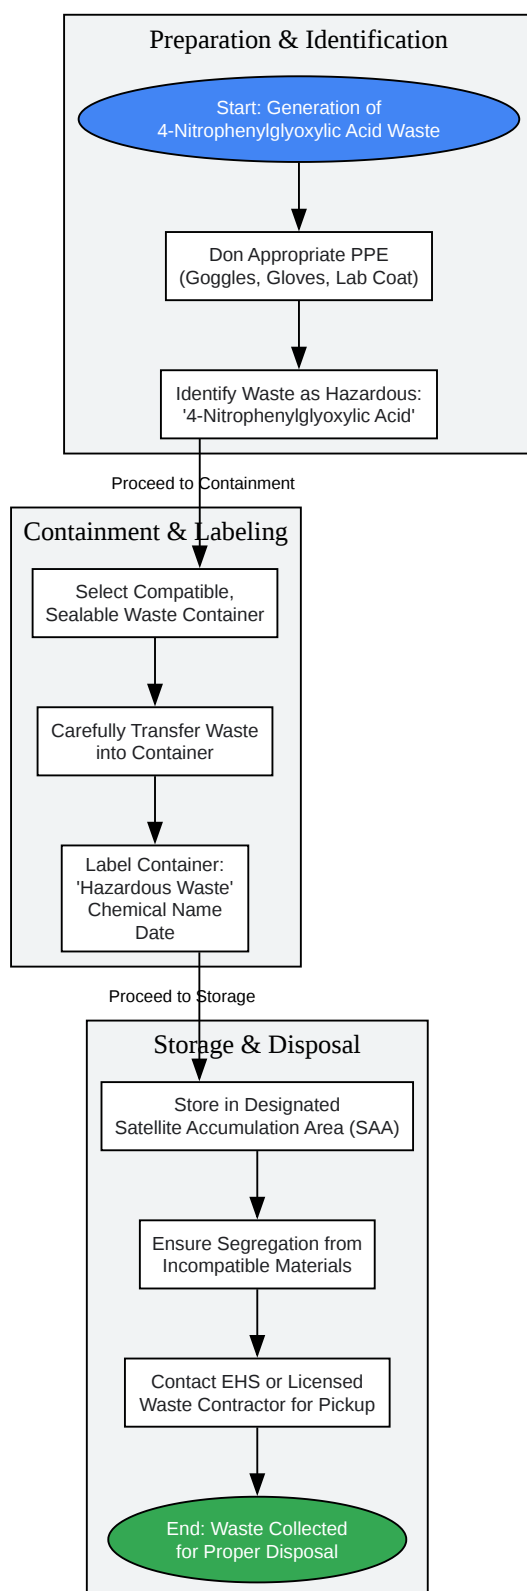 Preparation & Identification
Start: Generation of
4-Nitrophenylglyoxylic Acid Waste
Don Appropriate PPE
(Goggles, Gloves, Lab Coat)
Identify Waste as Hazardous:
'4-Nitrophenylglyoxylic Acid'
Proceed to Containment
Containment & Labeling
Select Compatible,
Sealable Waste Container
Carefully Transfer Waste
into Container
Label Container:
'Hazardous Waste'
Chemical Name
Date
Proceed to Storage
Storage & Disposal
Store in Designated
Satellite Accumulation Area (SAA)
Ensure Segregation from
Incompatible Materials
Contact EHS or Licensed
Waste Contractor for Pickup
End: Waste Collected
for Proper Disposal